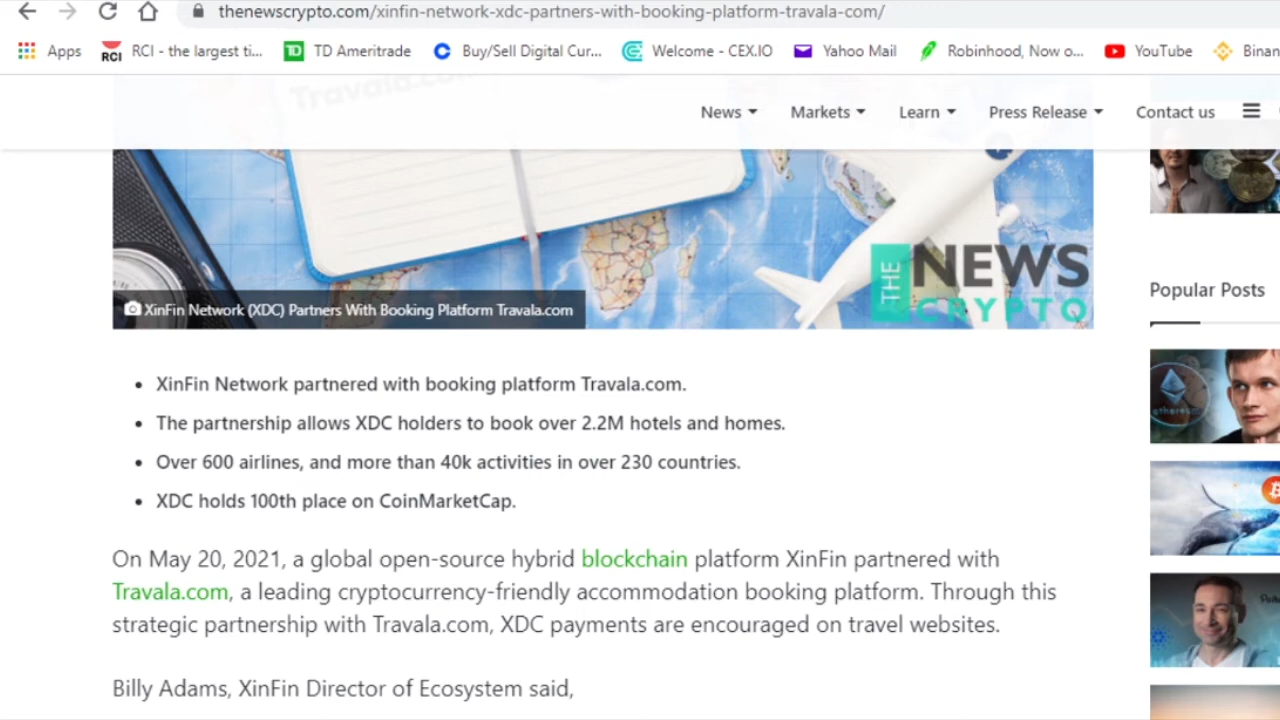 thenewscrypto.com/xinfin-network-xdc-partners-with-booking-platform-travala-com/
Apps RCI RCI - the largest ti... TD TD Ameritrade Buy/Sell Digital Cur... Welcome - CEX.IO Yahoo Mail Robinhood, Now o... YouTube Binan
Travala.com
News Markets Learn Press Release Contact us
THE NEWS
CRYPTO
XinFin Network (XDC) Partners With Booking Platform Travala.com
Popular Posts
• XinFin Network partnered with booking platform Travala.com.
• The partnership allows XDC holders to book over 2.2M hotels and homes.
• Over 600 airlines, and more than 40k activities in over 230 countries.
• XDC holds 100th place on CoinMarketCap.
ethereum
On May 20, 2021, a global open-source hybrid blockchain platform XinFin partnered with
Travala.com, a leading cryptocurrency-friendly accommodation booking platform. Through this
strategic partnership with Travala.com, XDC payments are encouraged on travel websites.
Billy Adams, XinFin Director of Ecosystem said,